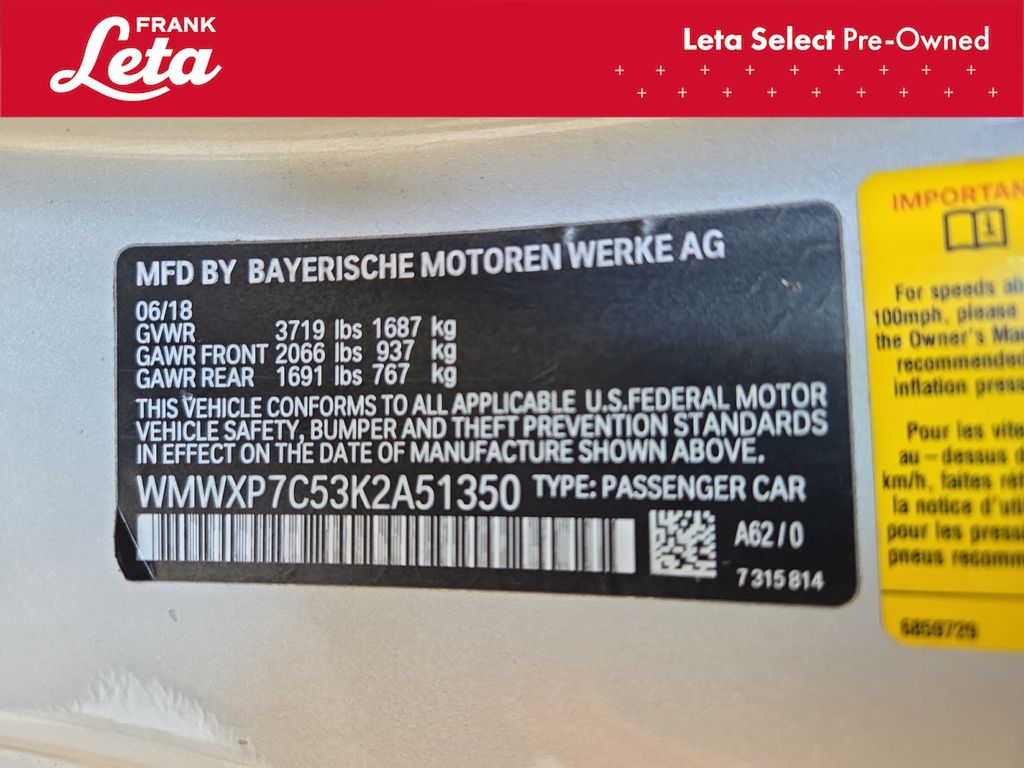 FRANK
Leta
Leta Select Pre-Owned
MFD BY BAYERISCHE MOTOREN WERKE AG
06/18
GVWR 3719 lbs 1687 kg
GAWR FRONT 2066 lbs 937 kg
GAWR REAR 1691 lbs 767 kg
THIS VEHICLE CONFORMS TO ALL APPLICABLE U.S.FEDERAL MOTOR
VEHICLE SAFETY, BUMPER AND THEFT PREVENTION STANDARDS
IN EFFECT ON THE DATE OF MANUFACTURE SHOWN ABOVE.
WMWXP7C53K2A51350 TYPE: PASSENGER CAR
A62/0
7315814
IMPORTAN
i
For speeds ab
100mph, please
the Owner's Ma
recommended
inflation press
Pour les vite
au-dessus d
km/h, faites réf
la notice d'uti
pour les press
pneus recomm
6859729